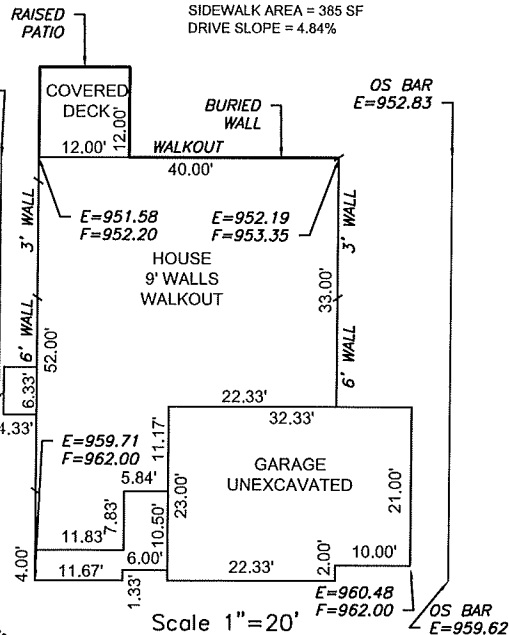 RAISED
PATIO
SIDEWALK AREA = 385 SF
DRIVE SLOPE = 4.84%
COVERED
DECK
12.00'
12.00'
BURIED
WALL
OS BAR
E=952.83
WALKOUT
40.00'
E=951.58
F=952.20
E=952.19
F=953.35
3' WALL
3' WALL
HOUSE
9' WALLS
WALKOUT
33.00'
6' WALL
52.00'
6' WALL
6.33'
4.33'
22.33'
32.33'
E=959.71
F=962.00
11.17'
5.84'
GARAGE
UNEXCAVATED
23.00'
21.00'
7.83'
10.50'
11.83'
6.00'
2.00'
10.00'
4.00'
11.67'
1.33'
22.33'
E=960.48
F=962.00
Scale 1"=20'
OS BAR
E=959.62